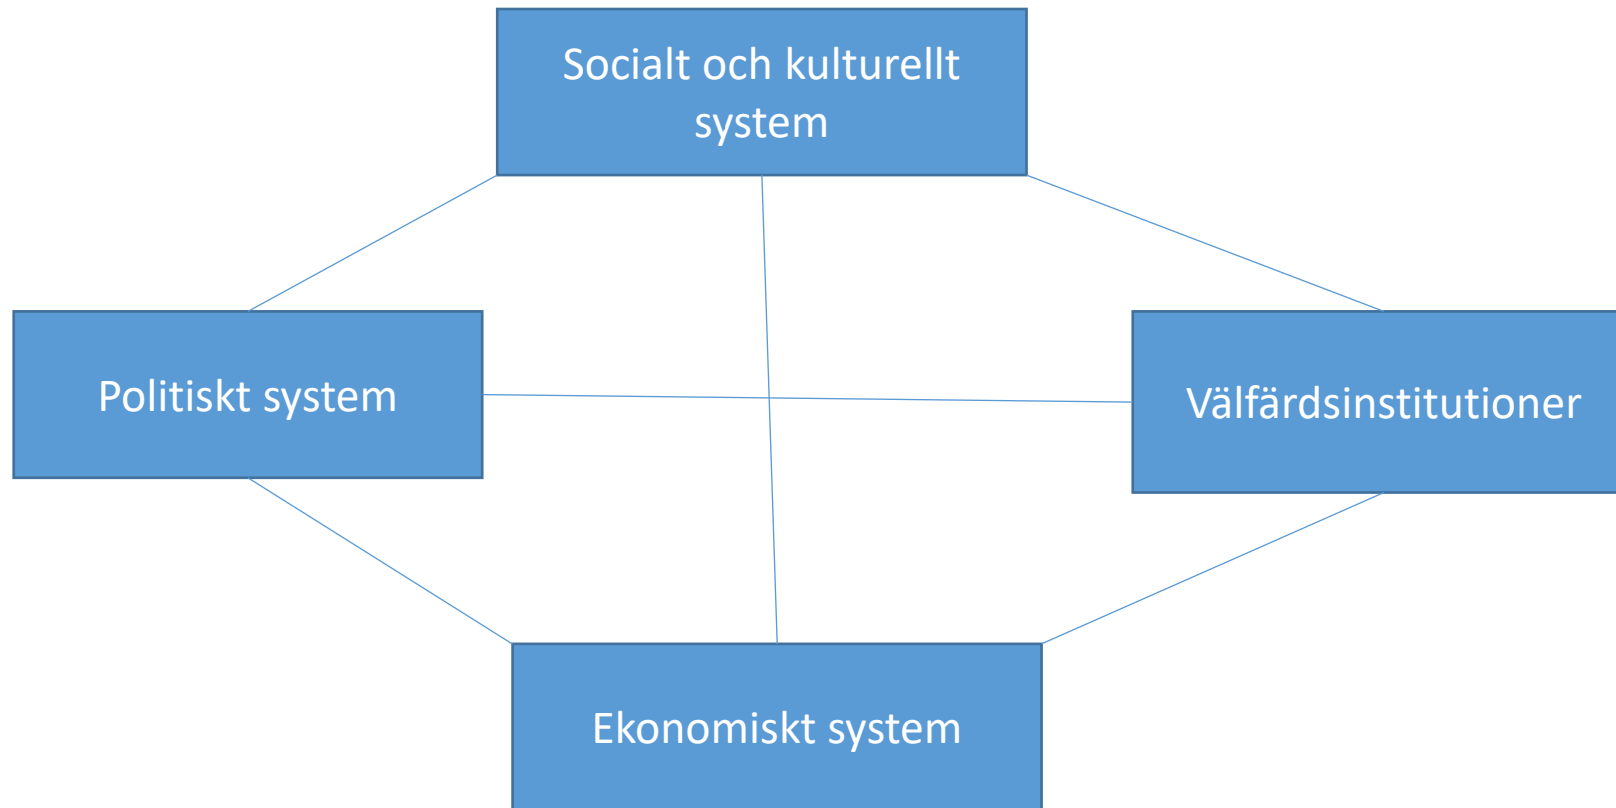 Socialt och kulturellt
system
Politiskt system
Välfärdsinstitutioner
Ekonomiskt system